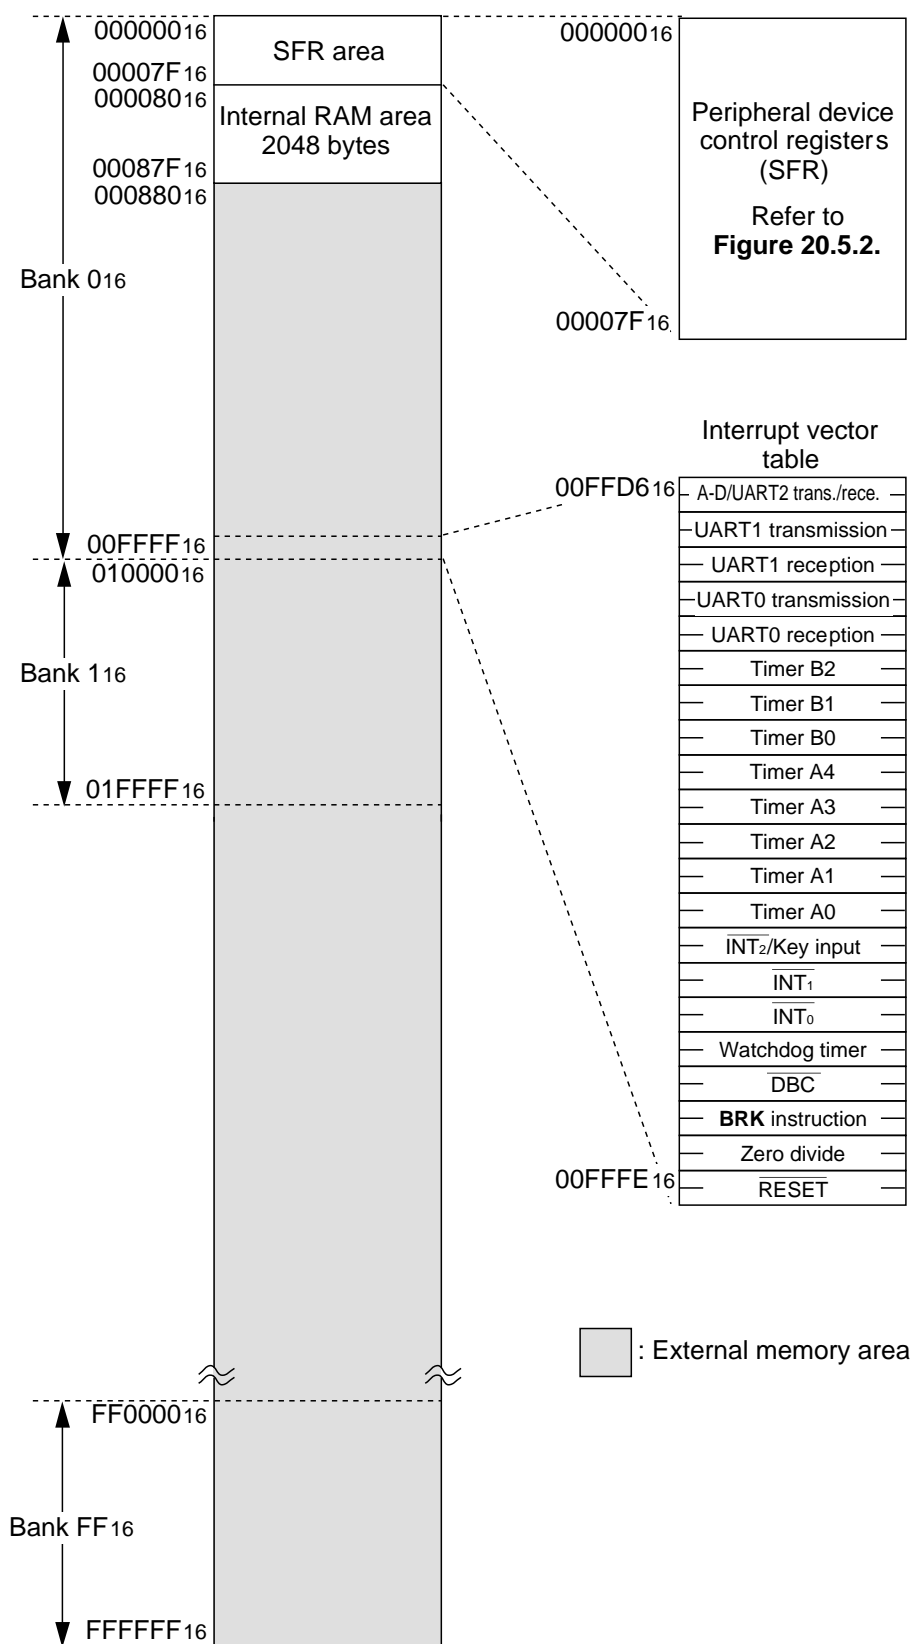 00000016
SFR area
00007F16
00008016
Internal RAM area
2048 bytes
00087F16
00088016
Bank 016
00FFFF16
01000016
Bank 116
01FFFF16
FF000016
Bank FF16
FFFFFF16
00000016
Peripheral device
control registers
(SFR)
Refer to
Figure 20.5.2.
00007F16
Interrupt vector
table
00FFD616
A-D/UART2 trans./rece.
UART1 transmission
UART1 reception
UART0 transmission
UART0 reception
Timer B2
Timer B1
Timer B0
Timer A4
Timer A3
Timer A2
Timer A1
Timer A0
INT2/Key input
INT1
INT0
Watchdog timer
DBC
BRK instruction
Zero divide
00FFFE16
RESET
: External memory area